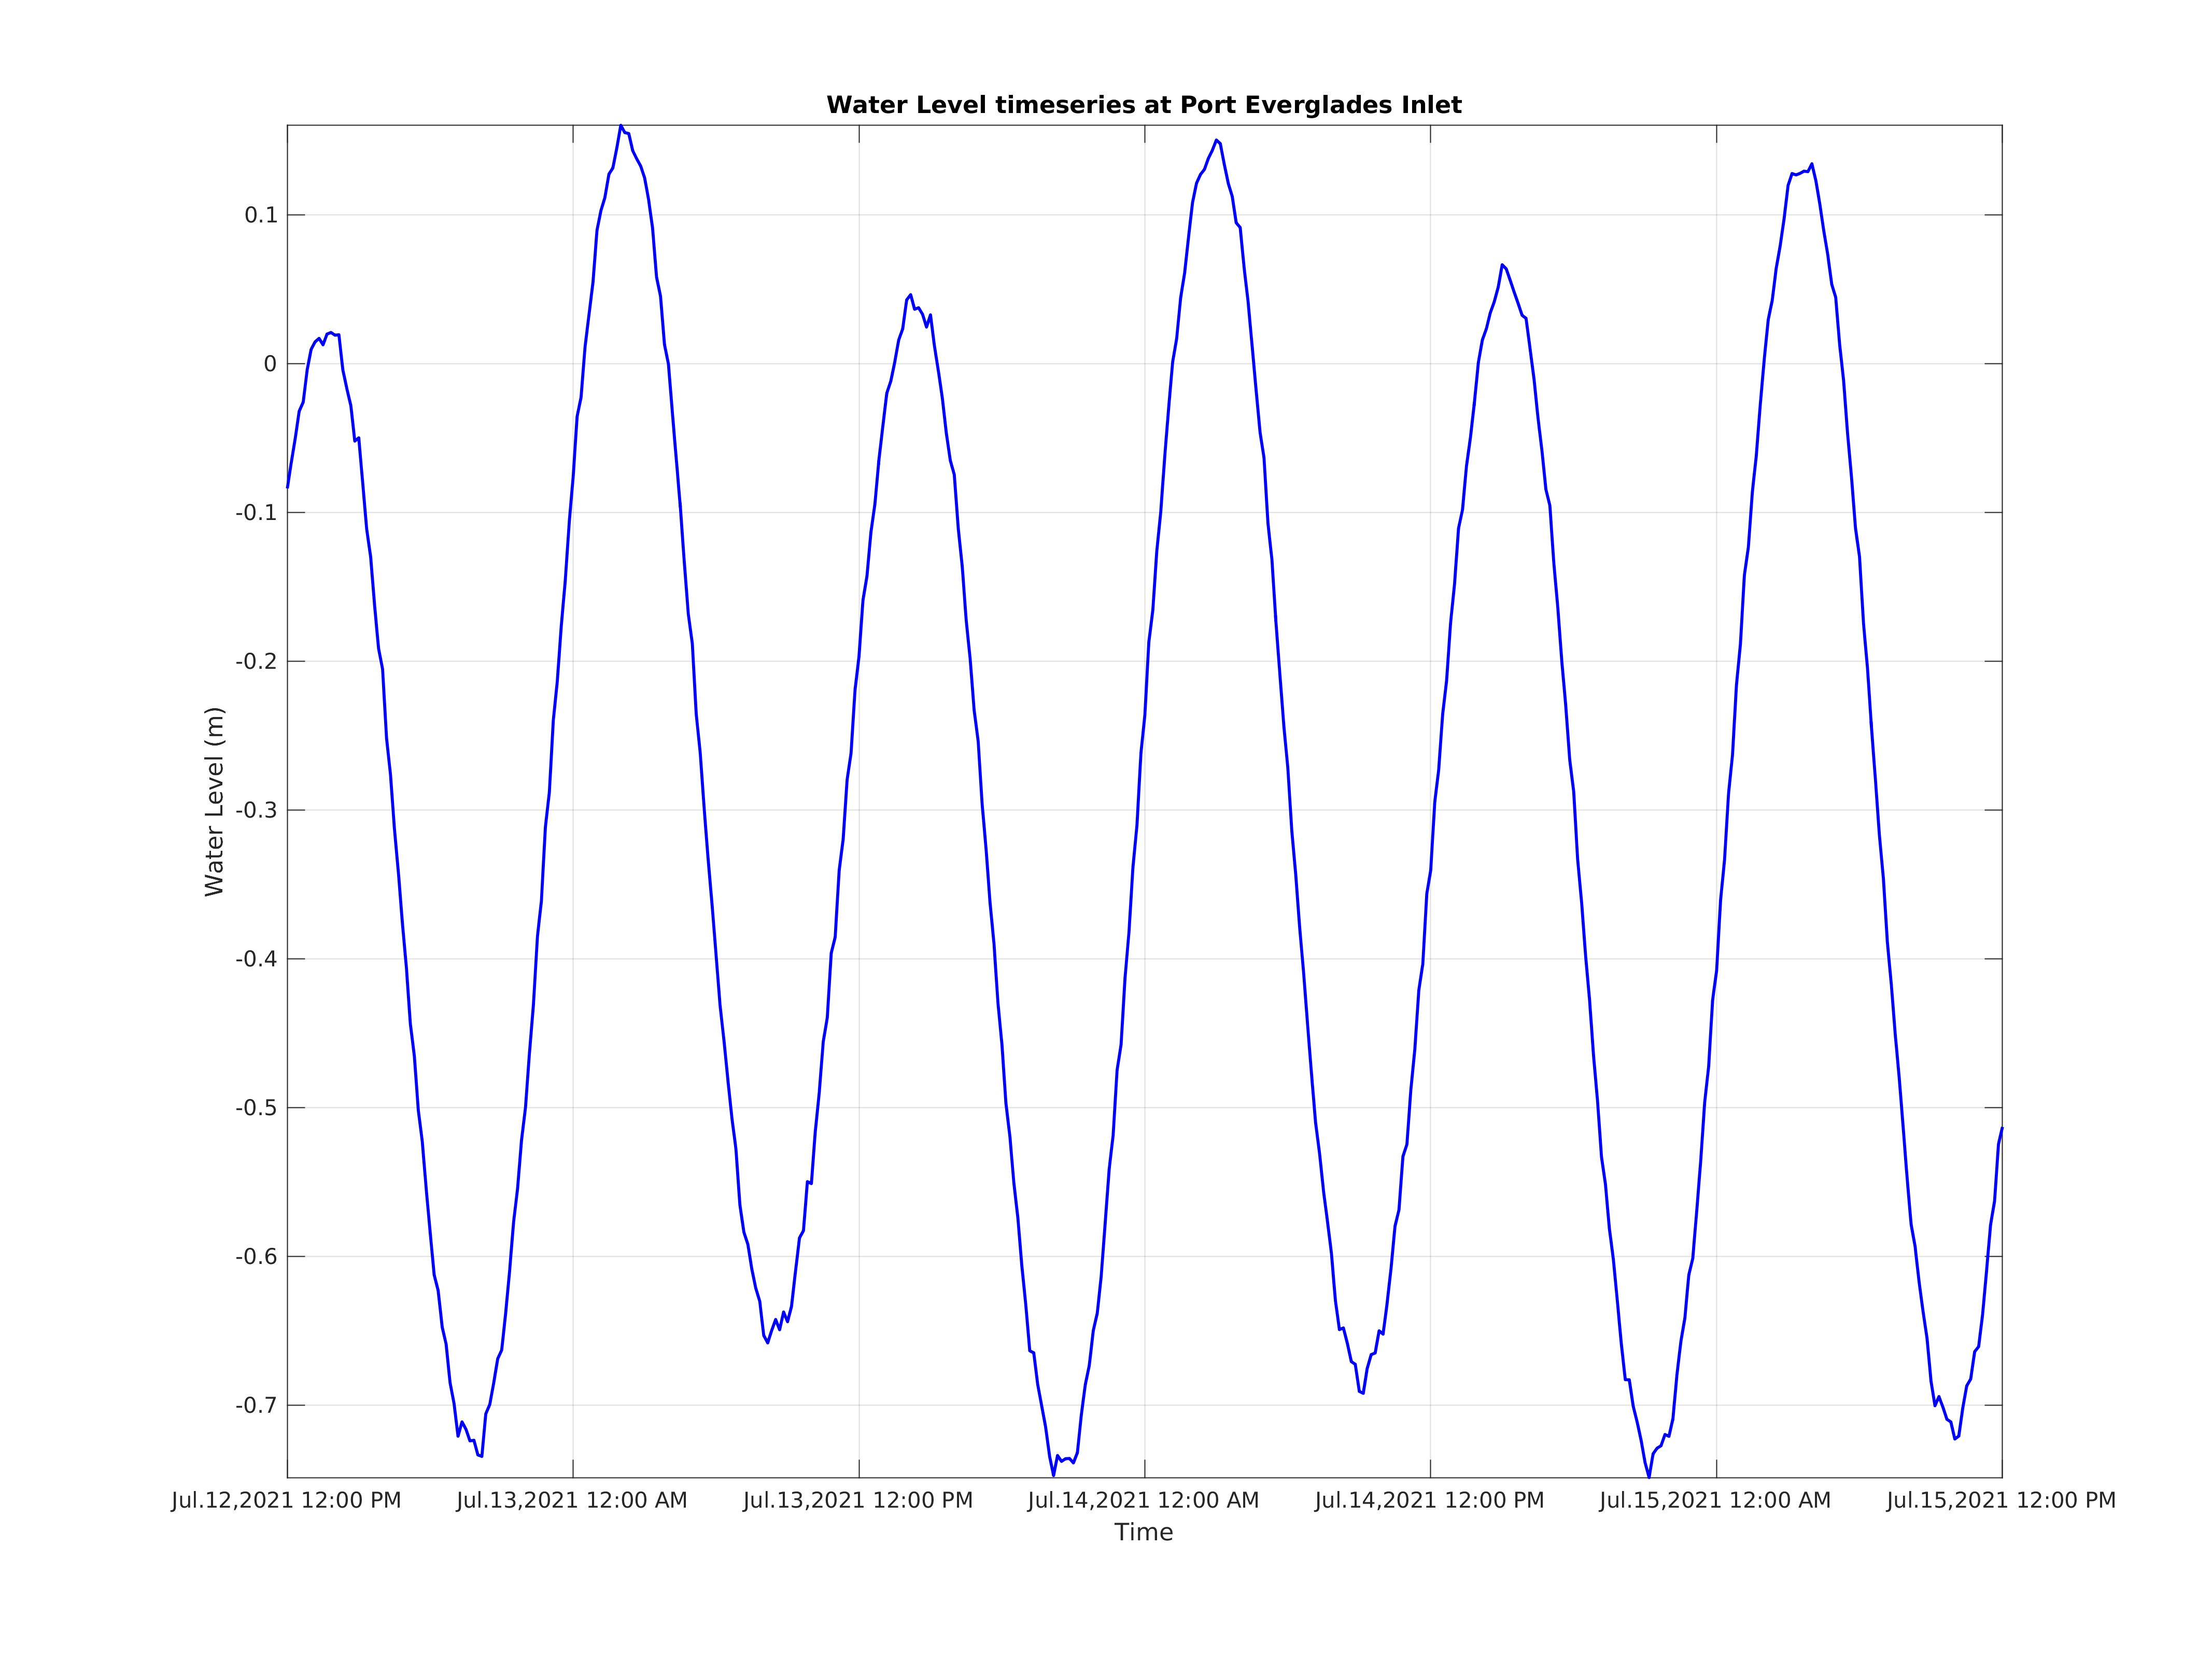 Water Level timeseries at Port Everglades Inlet
0.1
0
-0.1
-0.2
-0.3
-0.4
-0.5
-0.6
-0.7
Water Level (m)
Jul.12,2021 12:00 PM
Jul.13,2021 12:00 AM
Jul.13,2021 12:00 PM
Jul.14,2021 12:00 AM
Jul.14,2021 12:00 PM
Jul.15,2021 12:00 AM
Jul.15,2021 12:00 PM
Time